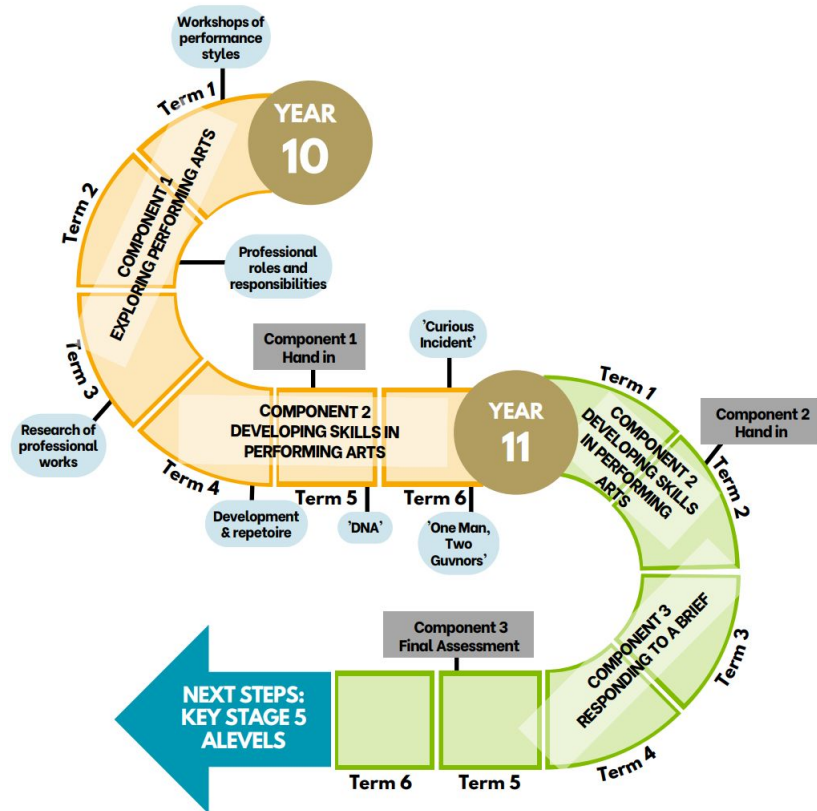 Workshops of
performance
styles
Term 1
YEAR
10
Term 2
COMPONENT 1
EXPLORING PERFORMING ARTS
Professional
roles and
responsibilities
Term 3
Research of
professional
works
Term 4
Development
& repetoire
Component 1
Hand in
COMPONENT 2
DEVELOPING SKILLS IN
PERFORMING ARTS
Term 5
'DNA'
'Curious
Incident'
Term 6
'One Man,
Two
Guvnors'
YEAR
11
Term 1
COMPONENT 2
DEVELOPING SKILLS
IN PERFORMING
ARTS
Component 2
Hand in
Term 2
Term 3
COMPONENT 3
RESPONDING TO A BRIEF
Term 4
Component 3
Final Assessment
Term 5
Term 6
NEXT STEPS:
KEY STAGE 5
ALEVELS